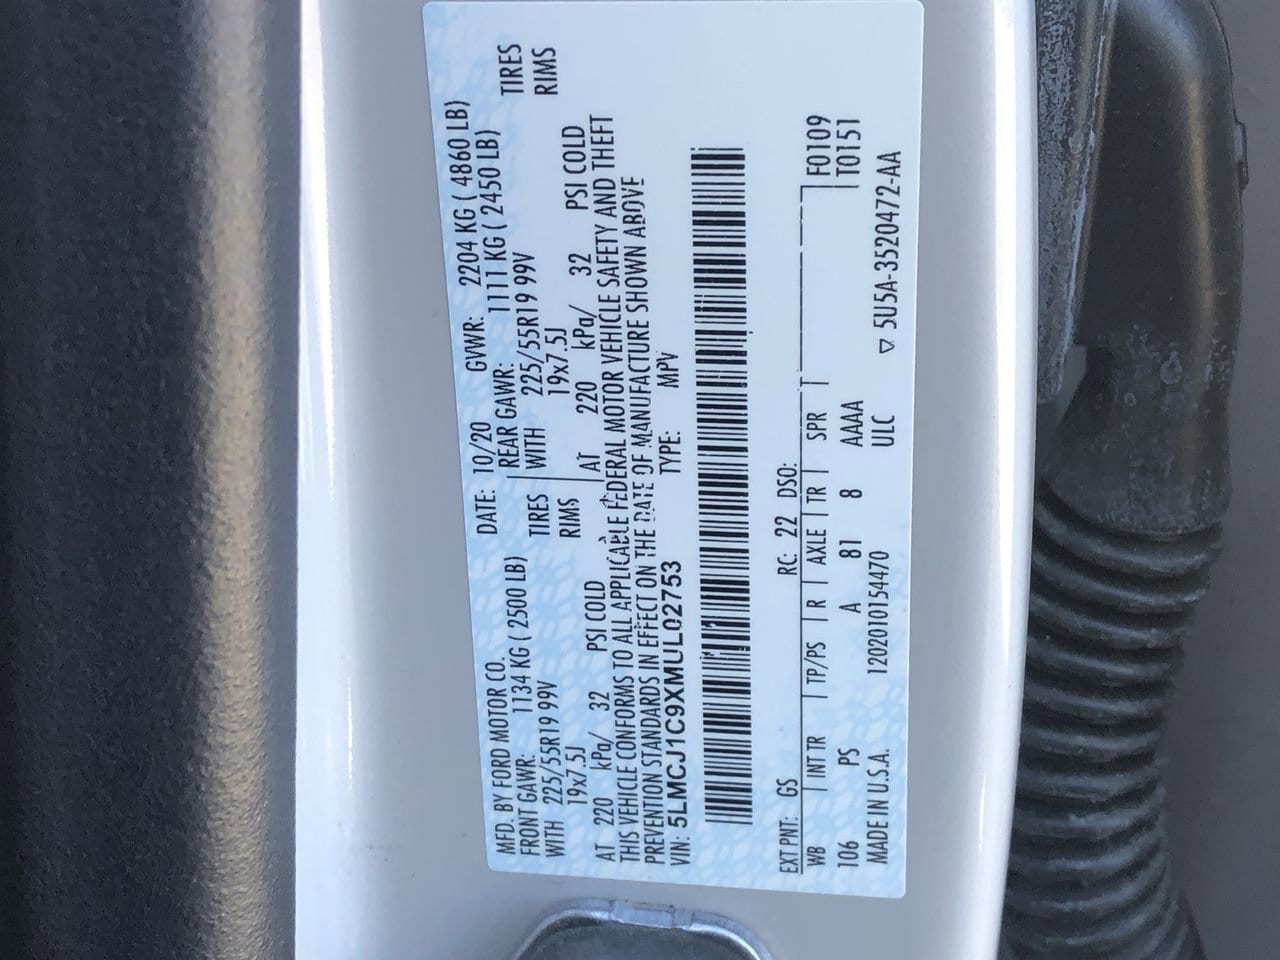 MFD. BY FORD MOTOR CO. DATE: 10/20 GVWR: 2204 KG ( 4860 LB)
FRONT GAWR: 1134 KG ( 2500 LB) REAR GAWR: 1111 KG ( 2450 LB)
WITH 225/55R19 99V TIRES WITH 225/55R19 99V TIRES
19x7.5J RIMS 19x7.5J RIMS
AT 220 kPa/ 32 PSI COLD AT 220 kPa/ 32 PSI COLD
THIS VEHICLE CONFORMS TO ALL APPLICABLE FEDERAL MOTOR VEHICLE SAFETY AND THEFT
PREVENTION STANDARDS IN EFFECT ON THE DATE OF MANUFACTURE SHOWN ABOVE
VIN: 5LMCJ1C9XMUL02753 TYPE: MPV
EXT PNT: GS RC: 22 DSO:
WB INT TR TP/PS R AXLE TR SPR F0109
106 PS A 81 8 AAAA T0151
MADE IN U.S.A. 1202010154470 ULC ▽ 5U5A-3520472-AA